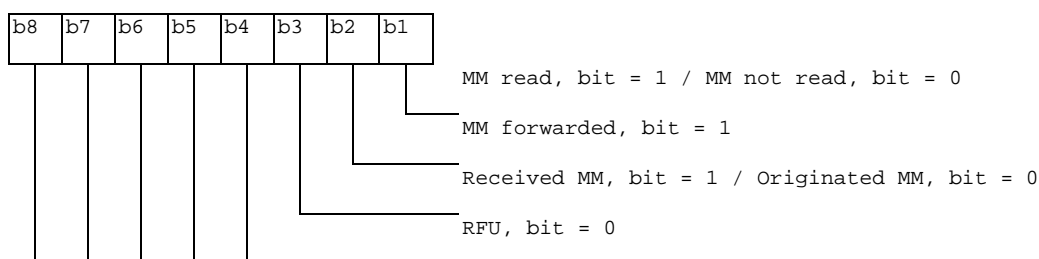 b8 b7 b6 b5 b4 b3 b2 b1
MM read, bit = 1 / MM not read, bit = 0
MM forwarded, bit = 1
Received MM, bit = 1 / Originated MM, bit = 0
RFU, bit = 0